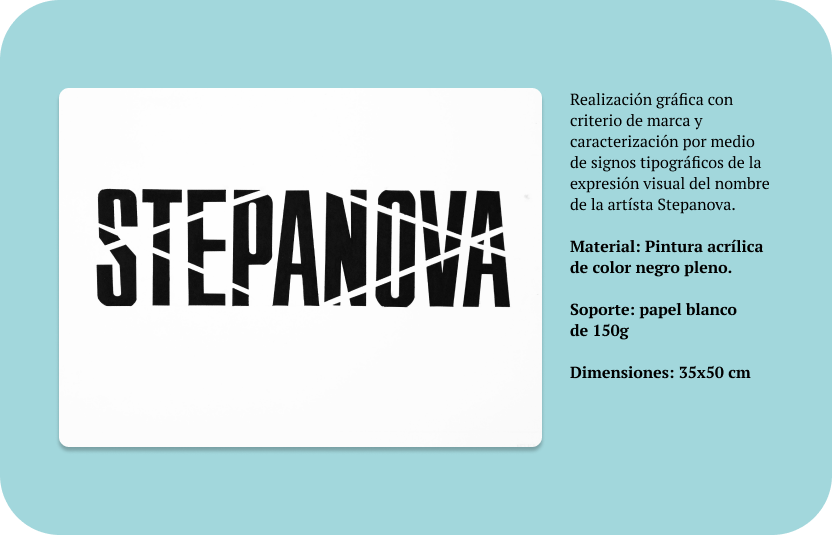 STEPANOVA
Realización gráfica con
criterio de marca y
caracterización por medio
de signos tipográficos de la
expresión visual del nombre
de la artísta Stepanova.
Material: Pintura acrílica
de color negro pleno.
Soporte: papel blanco
de 150g
Dimensiones: 35x50 cm